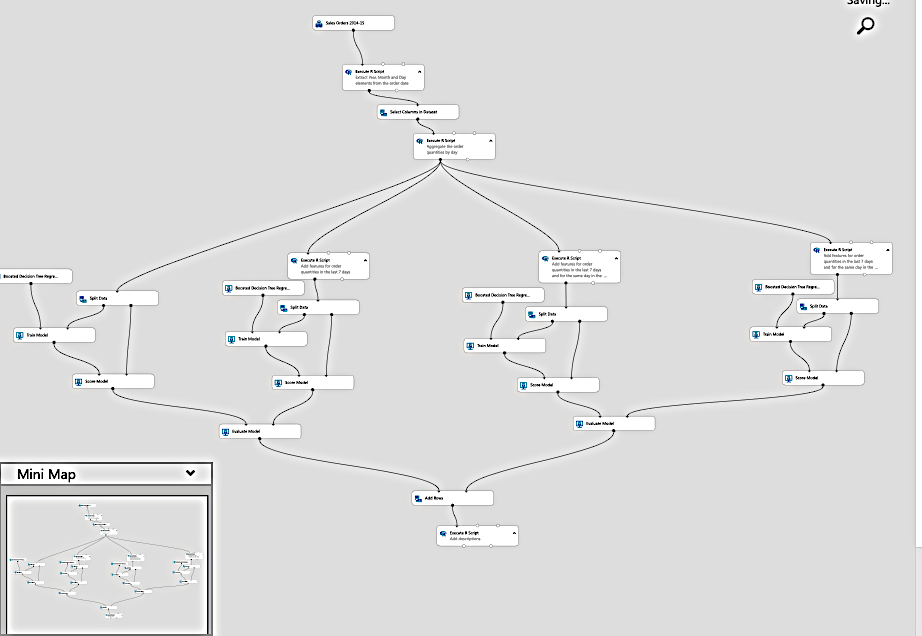 Saving...
Sales Orders 2014-15
Execute R Script
Extract Year, Month and Day
elements from the order date
Select Columns in Dataset
Execute R Script
Aggregate the order
quantities by day
Execute R Script
Add features for order
quantities in the last 7 days
and for the same day in the ...
Execute R Script
Add features for order
quantities in the last 7 days
Execute R Script
Add features for order
quantities in the last 7 days
and for the same day in the ...
Boosted Decision Tree Regre...
Boosted Decision Tree Regre...
Boosted Decision Tree Regre...
Boosted Decision Tree Regre...
Split Data
Split Data
Split Data
Split Data
Train Model
Train Model
Train Model
Train Model
Score Model
Score Model
Score Model
Score Model
Evaluate Model
Evaluate Model
Mini Map
Add Rows
Execute R Script
Add descriptions